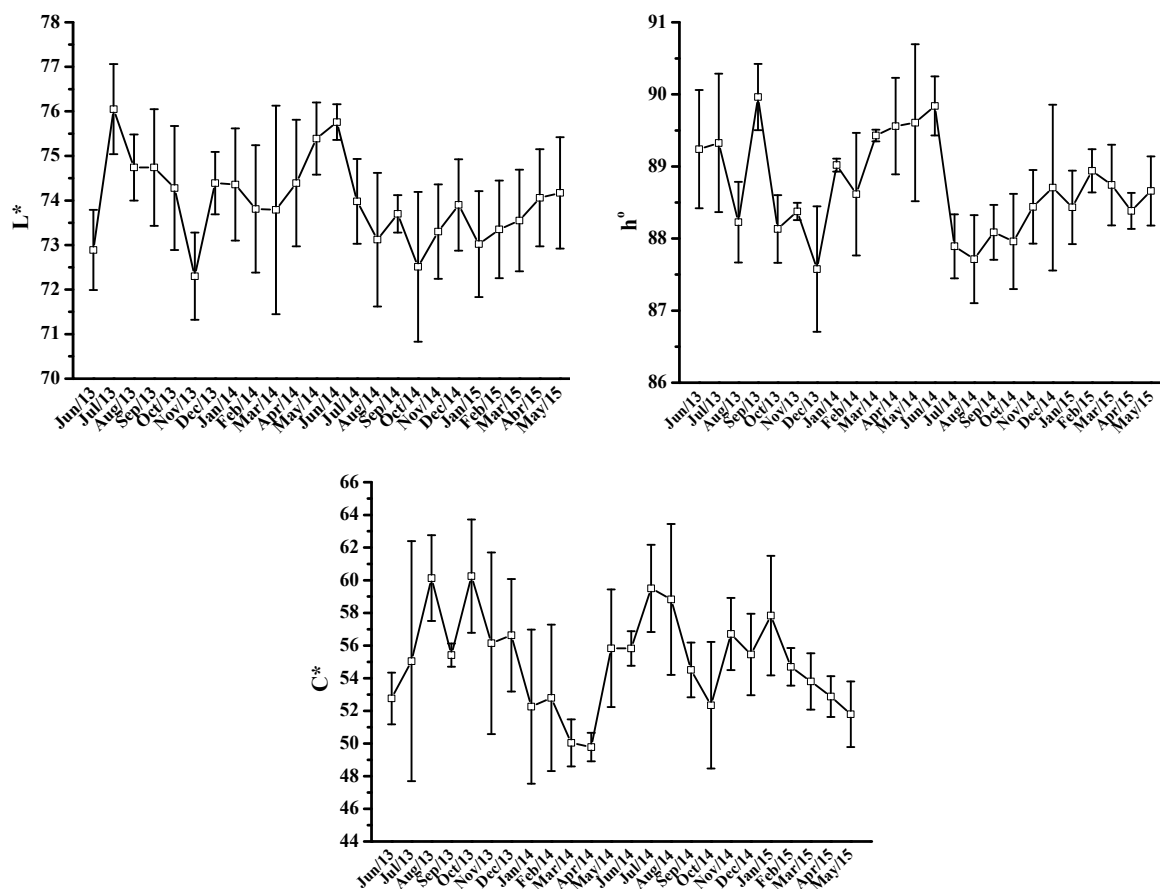 78
77
76
75
74
73
72
71
70
L*
Jun/13
Jul/13
Aug/13
Sep/13
Oct/13
Nov/13
Dec/13
Jan/14
Feb/14
Mar/14
Apr/14
May/14
Jun/14
Jul/14
Aug/14
Sep/14
Oct/14
Nov/14
Dec/14
Jan/15
Feb/15
Mar/15
Apr/15
May/15
91
90
89
88
87
86
h°
Jun/13
Jul/13
Aug/13
Sep/13
Oct/13
Nov/13
Dec/13
Jan/14
Feb/14
Mar/14
Apr/14
May/14
Jun/14
Jul/14
Aug/14
Sep/14
Oct/14
Nov/14
Dec/14
Jan/15
Feb/15
Mar/15
Apr/15
May/15
66
64
62
60
58
56
54
52
50
48
46
44
C*
Jun/13
Jul/13
Aug/13
Sep/13
Oct/13
Nov/13
Dec/13
Jan/14
Feb/14
Mar/14
Apr/14
May/14
Jun/14
Jul/14
Aug/14
Sep/14
Oct/14
Nov/14
Dec/14
Jan/15
Feb/15
Mar/15
Apr/15
May/15